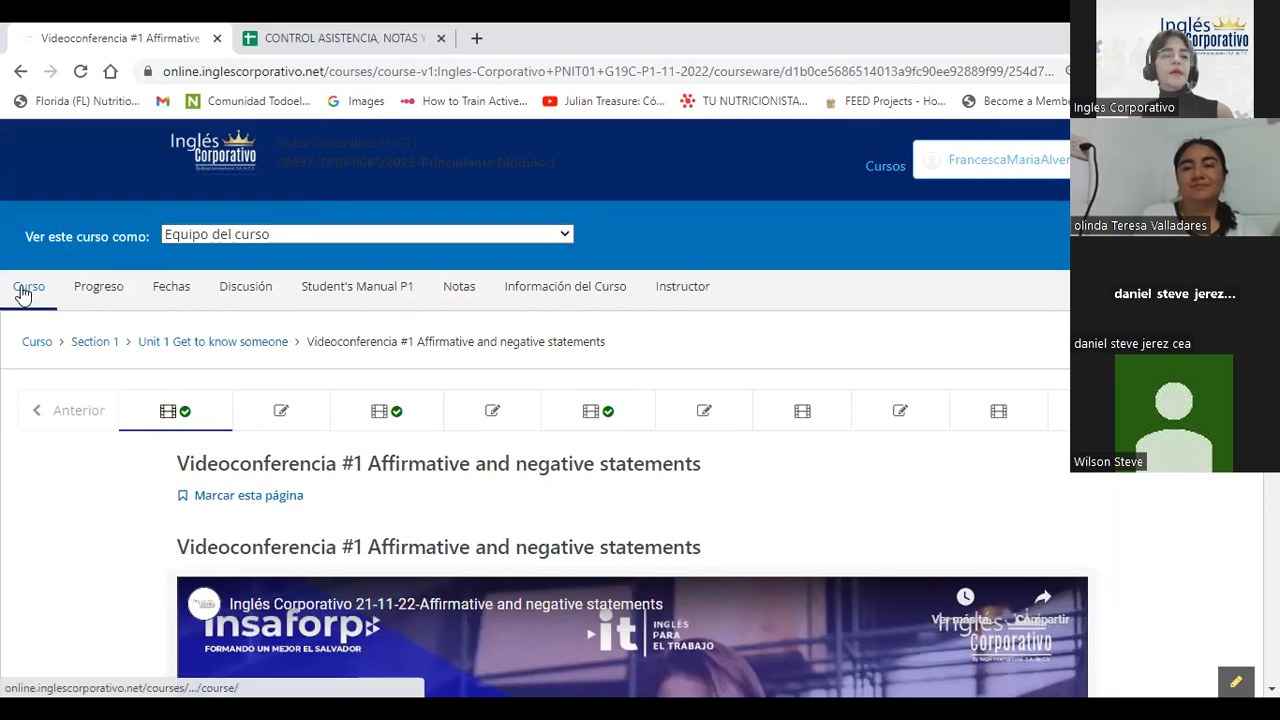 Videoconferencia #1 Affirmative
CONTROL ASISTENCIA, NOTAS Y
online.inglescorporativo.net/courses/course-v1:Ingles-Corporativo+PNIT01+G19C-P1-11-2022/courseware/d1b0ce5686514013a9fc90ee92889f99/254d7...
Florida (FL) Nutritio...
Comunidad Todoel...
Images
How to Train Active...
Julian Treasure: Có...
TU NUTRICIONISTA...
FEED Projects - Ho...
Become a Memb
Inglés Corporativo
Ingles Corporativo
olinda Teresa Valladares
daniel steve jerez...
daniel steve jerez cea
Wilson Steve
Inglés Corporativo
Cursos
FrancescaMariaAlver
Ver este curso como:
Equipo del curso
Curso
Progreso
Fechas
Discusión
Student's Manual P1
Notas
Información del Curso
Instructor
Curso > Section 1 > Unit 1 Get to know someone > Videoconferencia #1 Affirmative and negative statements
Anterior
Videoconferencia #1 Affirmative and negative statements
Marcar esta página
Videoconferencia #1 Affirmative and negative statements
Inglés Corporativo 21-11-22-Affirmative and negative statements
Compartir
insaforp
FORMANDO UN MEJOR EL SALVADOR
it INGLÉS PARA EL TRABAJO
Inglés Corporativo
online.inglescorporativo.net/courses/.../course/